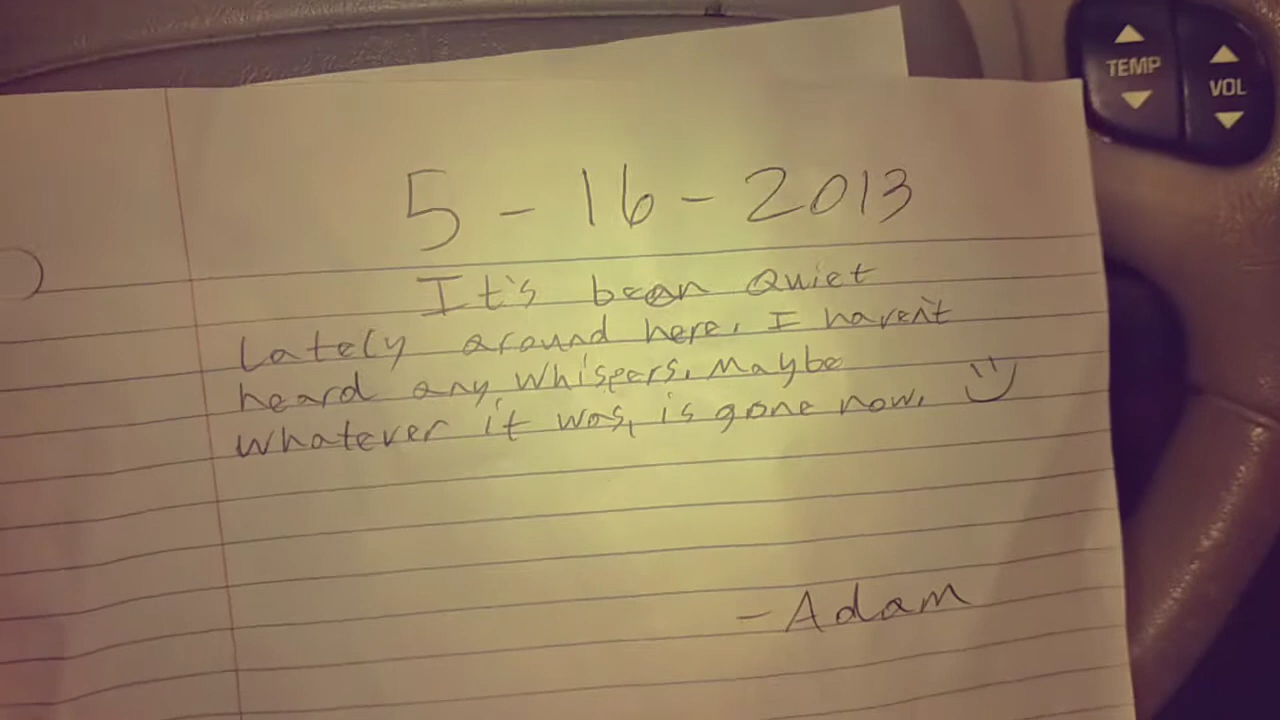 TEMP
VOL
5-16-2013
It's been Quiet
Lately around here. I haven't
heard any whispers. Maybe
whatever it was, is gone now. :)
-Adam